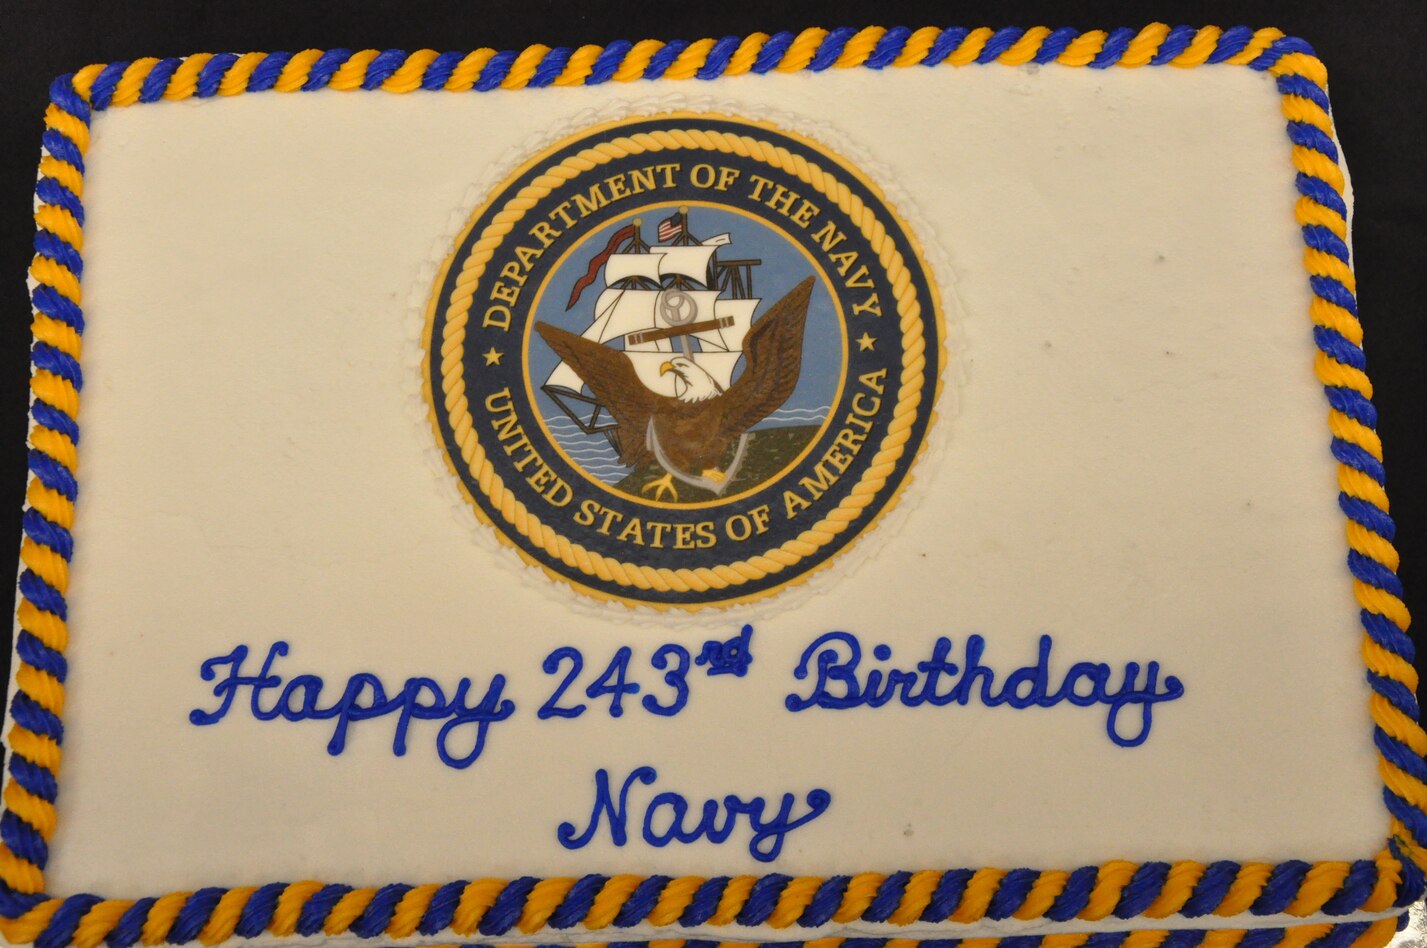 DEPARTMENT OF THE NAVY
★ ★
UNITED STATES OF AMERICA
Happy 243rd Birthday
Navy